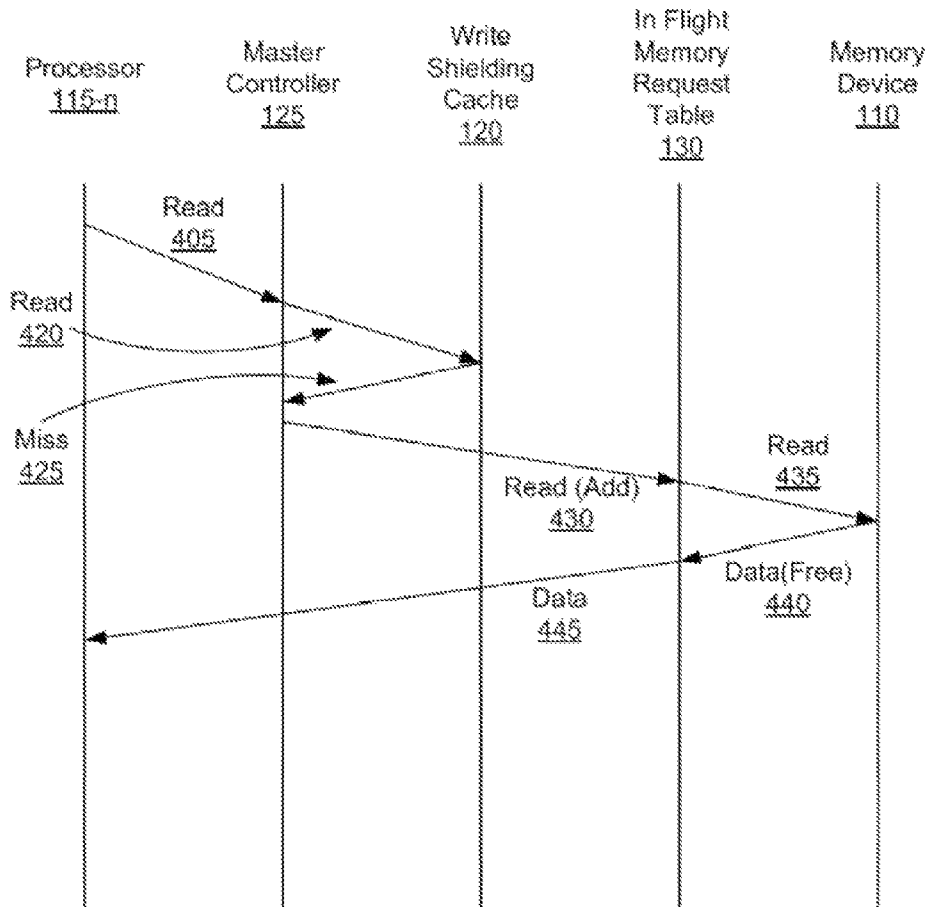 Processor
115-n
Master
Controller
125
Write
Shielding
Cache
120
In Flight
Memory
Request
Table
130
Memory
Device
110
Read
405
Read
420
Miss
425
Read (Add)
430
Read
435
Data(Free)
440
Data
445